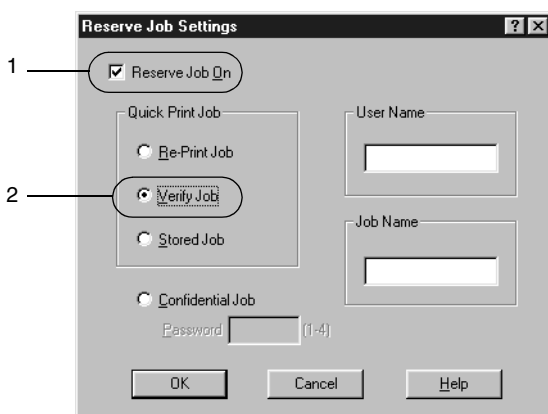 Reserve Job Settings
1
Reserve Job On
Quick Print Job
Re-Print Job
2
Verify Job
Stored Job
Confidential Job
Password
(1-4)
User Name
Job Name
OK
Cancel
Help